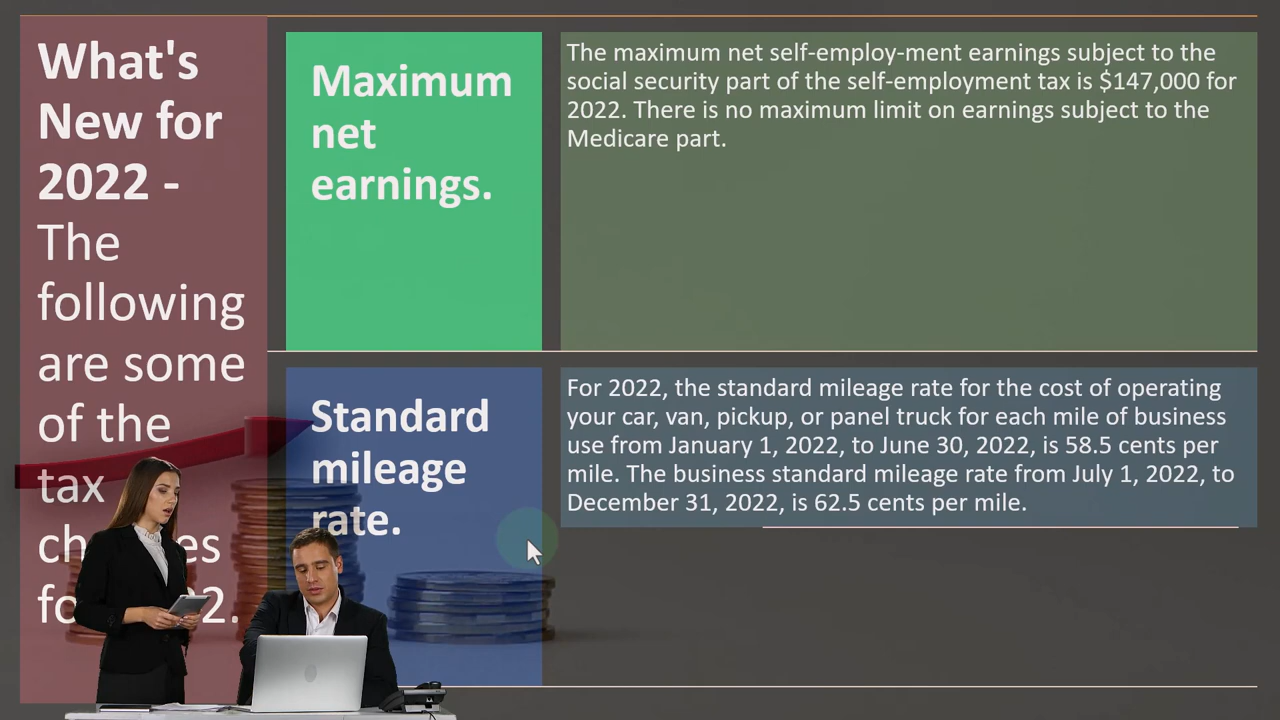 What's
New for
2022 -
The
following
are some
of the
tax
for
Maximum
net
earnings.
The maximum net self-employ-ment earnings subject to the
social security part of the self-employment tax is $147,000 for
2022. There is no maximum limit on earnings subject to the
Medicare part.
Standard
mileage
rate.
For 2022, the standard mileage rate for the cost of operating
your car, van, pickup, or panel truck for each mile of business
use from January 1, 2022, to June 30, 2022, is 58.5 cents per
mile. The business standard mileage rate from July 1, 2022, to
December 31, 2022, is 62.5 cents per mile.